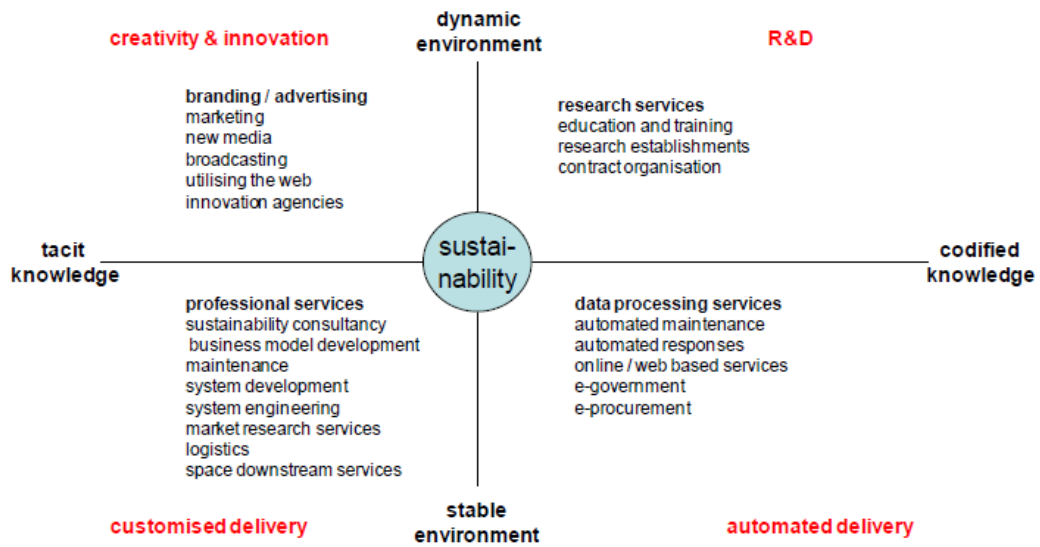 dynamic
environment
creativity & innovation
R&D
branding / advertising
marketing
new media
broadcasting
utilising the web
innovation agencies
research services
education and training
research establishments
contract organisation
tacit
knowledge
sustai-
nability
codified
knowledge
professional services
sustainability consultancy
business model development
maintenance
system development
system engineering
market research services
logistics
space downstream services
data processing services
automated maintenance
automated responses
online / web based services
e-government
e-procurement
customised delivery
stable
environment
automated delivery